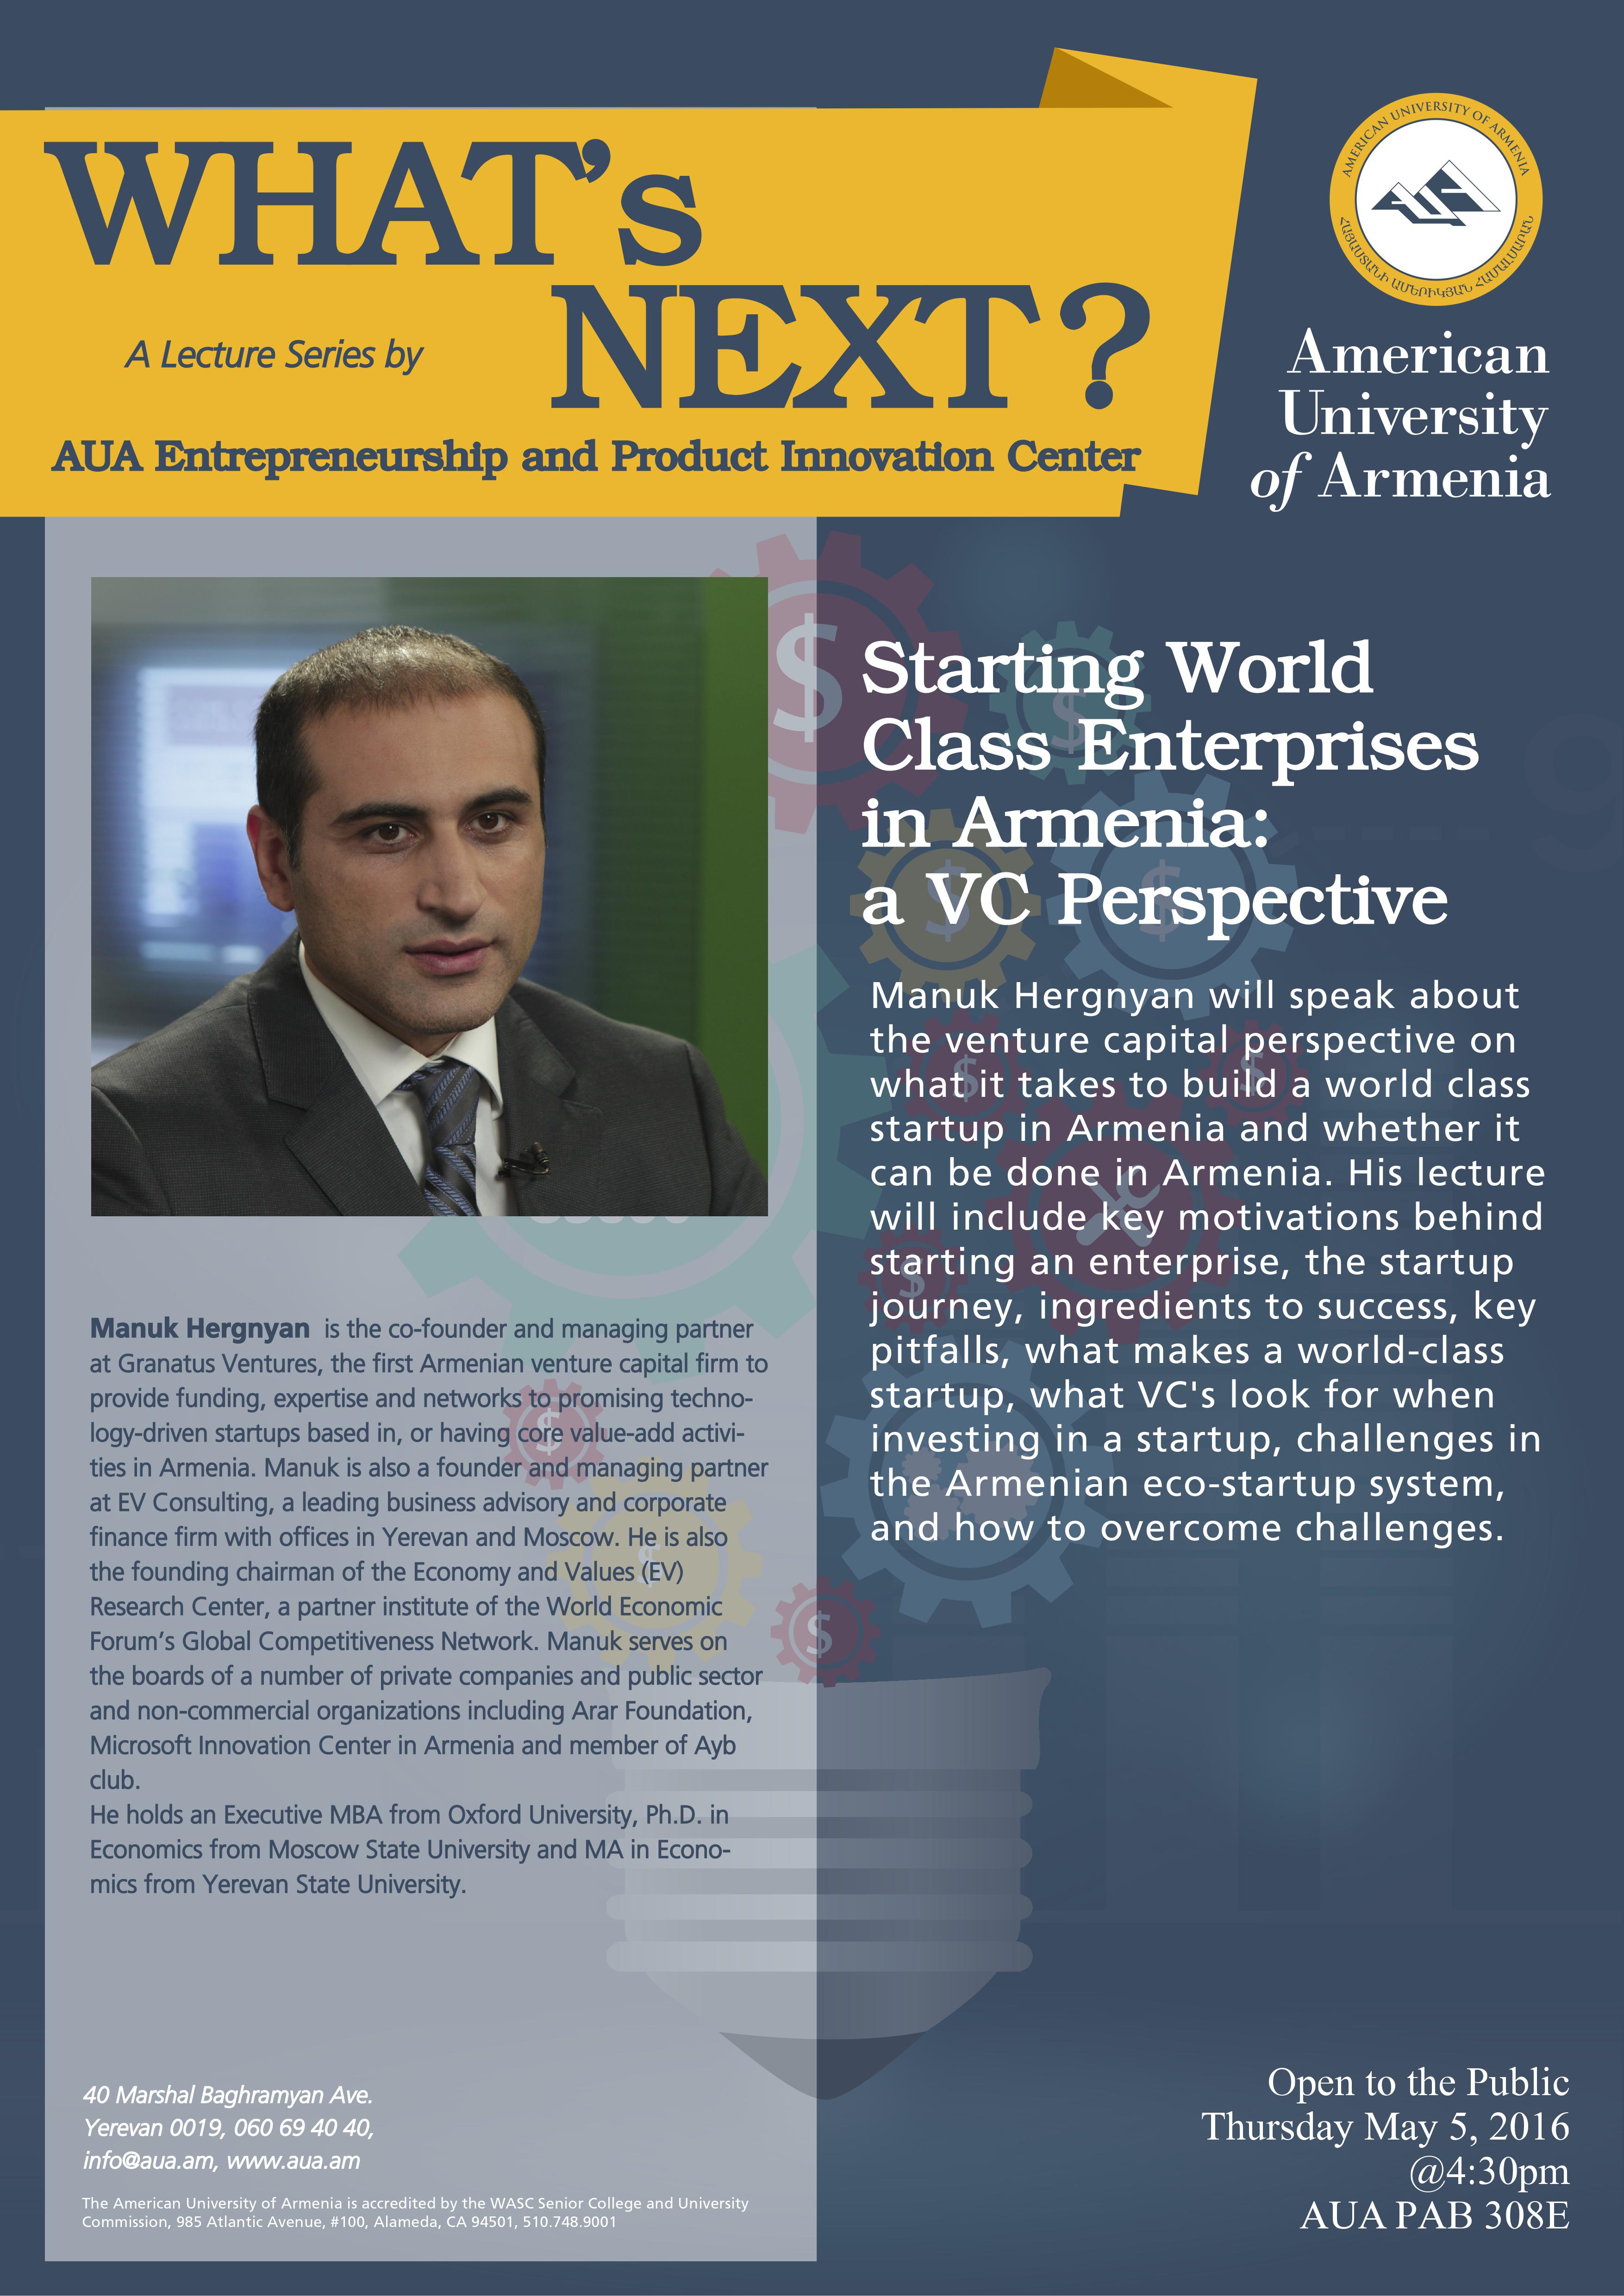 WHAT's
NEXT?
A Lecture Series by
AUA Entrepreneurship and Product Innovation Center
AMERICAN UNIVERSITY OF ARMENIA
ՀԱՅԱՍՏԱՆԻ ԱՄԵՐԻԿՅԱՆ ՀԱՄԱԼՍԱՐԱՆ
American
University
of Armenia
Starting World
Class Enterprises
in Armenia:
a VC Perspective
Manuk Hergnyan will speak about
the venture capital perspective on
what it takes to build a world class
startup in Armenia and whether it
can be done in Armenia. His lecture
will include key motivations behind
starting an enterprise, the startup
journey, ingredients to success, key
pitfalls, what makes a world-class
startup, what VC's look for when
investing in a startup, challenges in
the Armenian eco-startup system,
and how to overcome challenges.
Manuk Hergnyan is the co-founder and managing partner
at Granatus Ventures, the first Armenian venture capital firm to
provide funding, expertise and networks to promising techno-
logy-driven startups based in, or having core value-add activi-
ties in Armenia. Manuk is also a founder and managing partner
at EV Consulting, a leading business advisory and corporate
finance firm with offices in Yerevan and Moscow. He is also
the founding chairman of the Economy and Values (EV)
Research Center, a partner institute of the World Economic
Forum's Global Competitiveness Network. Manuk serves on
the boards of a number of private companies and public sector
and non-commercial organizations including Arar Foundation,
Microsoft Innovation Center in Armenia and member of Ayb
club.
He holds an Executive MBA from Oxford University, Ph.D. in
Economics from Moscow State University and MA in Econo-
mics from Yerevan State University.
40 Marshal Baghramyan Ave.
Yerevan 0019, 060 69 40 40,
info@aua.am, www.aua.am
The American University of Armenia is accredited by the WASC Senior College and University
Commission, 985 Atlantic Avenue, #100, Alameda, CA 94501, 510.748.9001
Open to the Public
Thursday May 5, 2016
@4:30pm
AUA PAB 308E